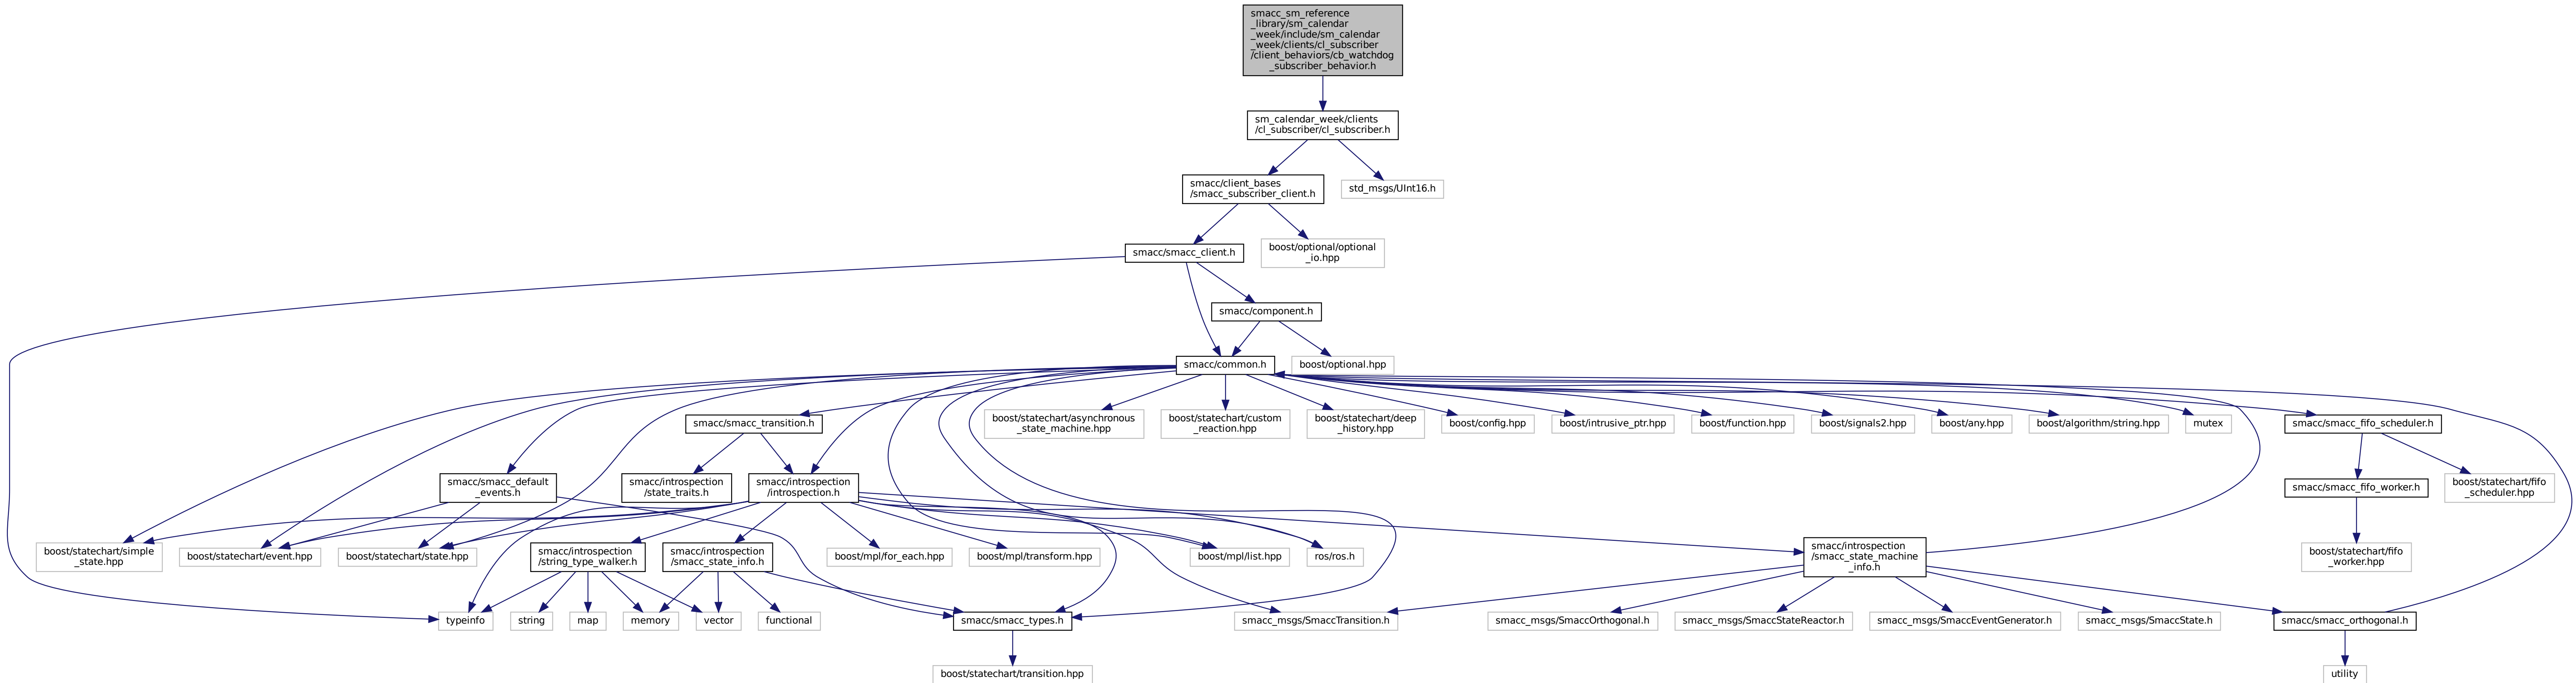 smacc_sm_reference
_library/sm_calendar
_week/include/sm_calendar
_week/clients/cl_subscriber
/client_behaviors/cb_watchdog
_subscriber_behavior.h
sm_calendar_week/clients
/cl_subscriber/cl_subscriber.h
smacc/client_bases
/smacc_subscriber_client.h
std_msgs/UInt16.h
smacc/smacc_client.h
boost/optional/optional
_io.hpp
smacc/component.h
smacc/common.h
boost/optional.hpp
smacc/smacc_transition.h
boost/statechart/asynchronous
_state_machine.hpp
boost/statechart/custom
_reaction.hpp
boost/statechart/deep
_history.hpp
boost/config.hpp
boost/intrusive_ptr.hpp
boost/function.hpp
boost/signals2.hpp
boost/any.hpp
boost/algorithm/string.hpp
mutex
smacc/smacc_fifo_scheduler.h
smacc/smacc_default
_events.h
smacc/introspection
/state_traits.h
smacc/introspection
/introspection.h
smacc/smacc_fifo_worker.h
boost/statechart/fifo
_scheduler.hpp
boost/statechart/simple
_state.hpp
boost/statechart/event.hpp
boost/statechart/state.hpp
smacc/introspection
/string_type_walker.h
smacc/introspection
/smacc_state_info.h
boost/mpl/for_each.hpp
boost/mpl/transform.hpp
boost/mpl/list.hpp
ros/ros.h
smacc/introspection
/smacc_state_machine
_info.h
boost/statechart/fifo
_worker.hpp
typeinfo
string
map
memory
vector
functional
smacc/smacc_types.h
smacc_msgs/SmaccTransition.h
smacc_msgs/SmaccOrthogonal.h
smacc_msgs/SmaccStateReactor.h
smacc_msgs/SmaccEventGenerator.h
smacc_msgs/SmaccState.h
smacc/smacc_orthogonal.h
boost/statechart/transition.hpp
utility